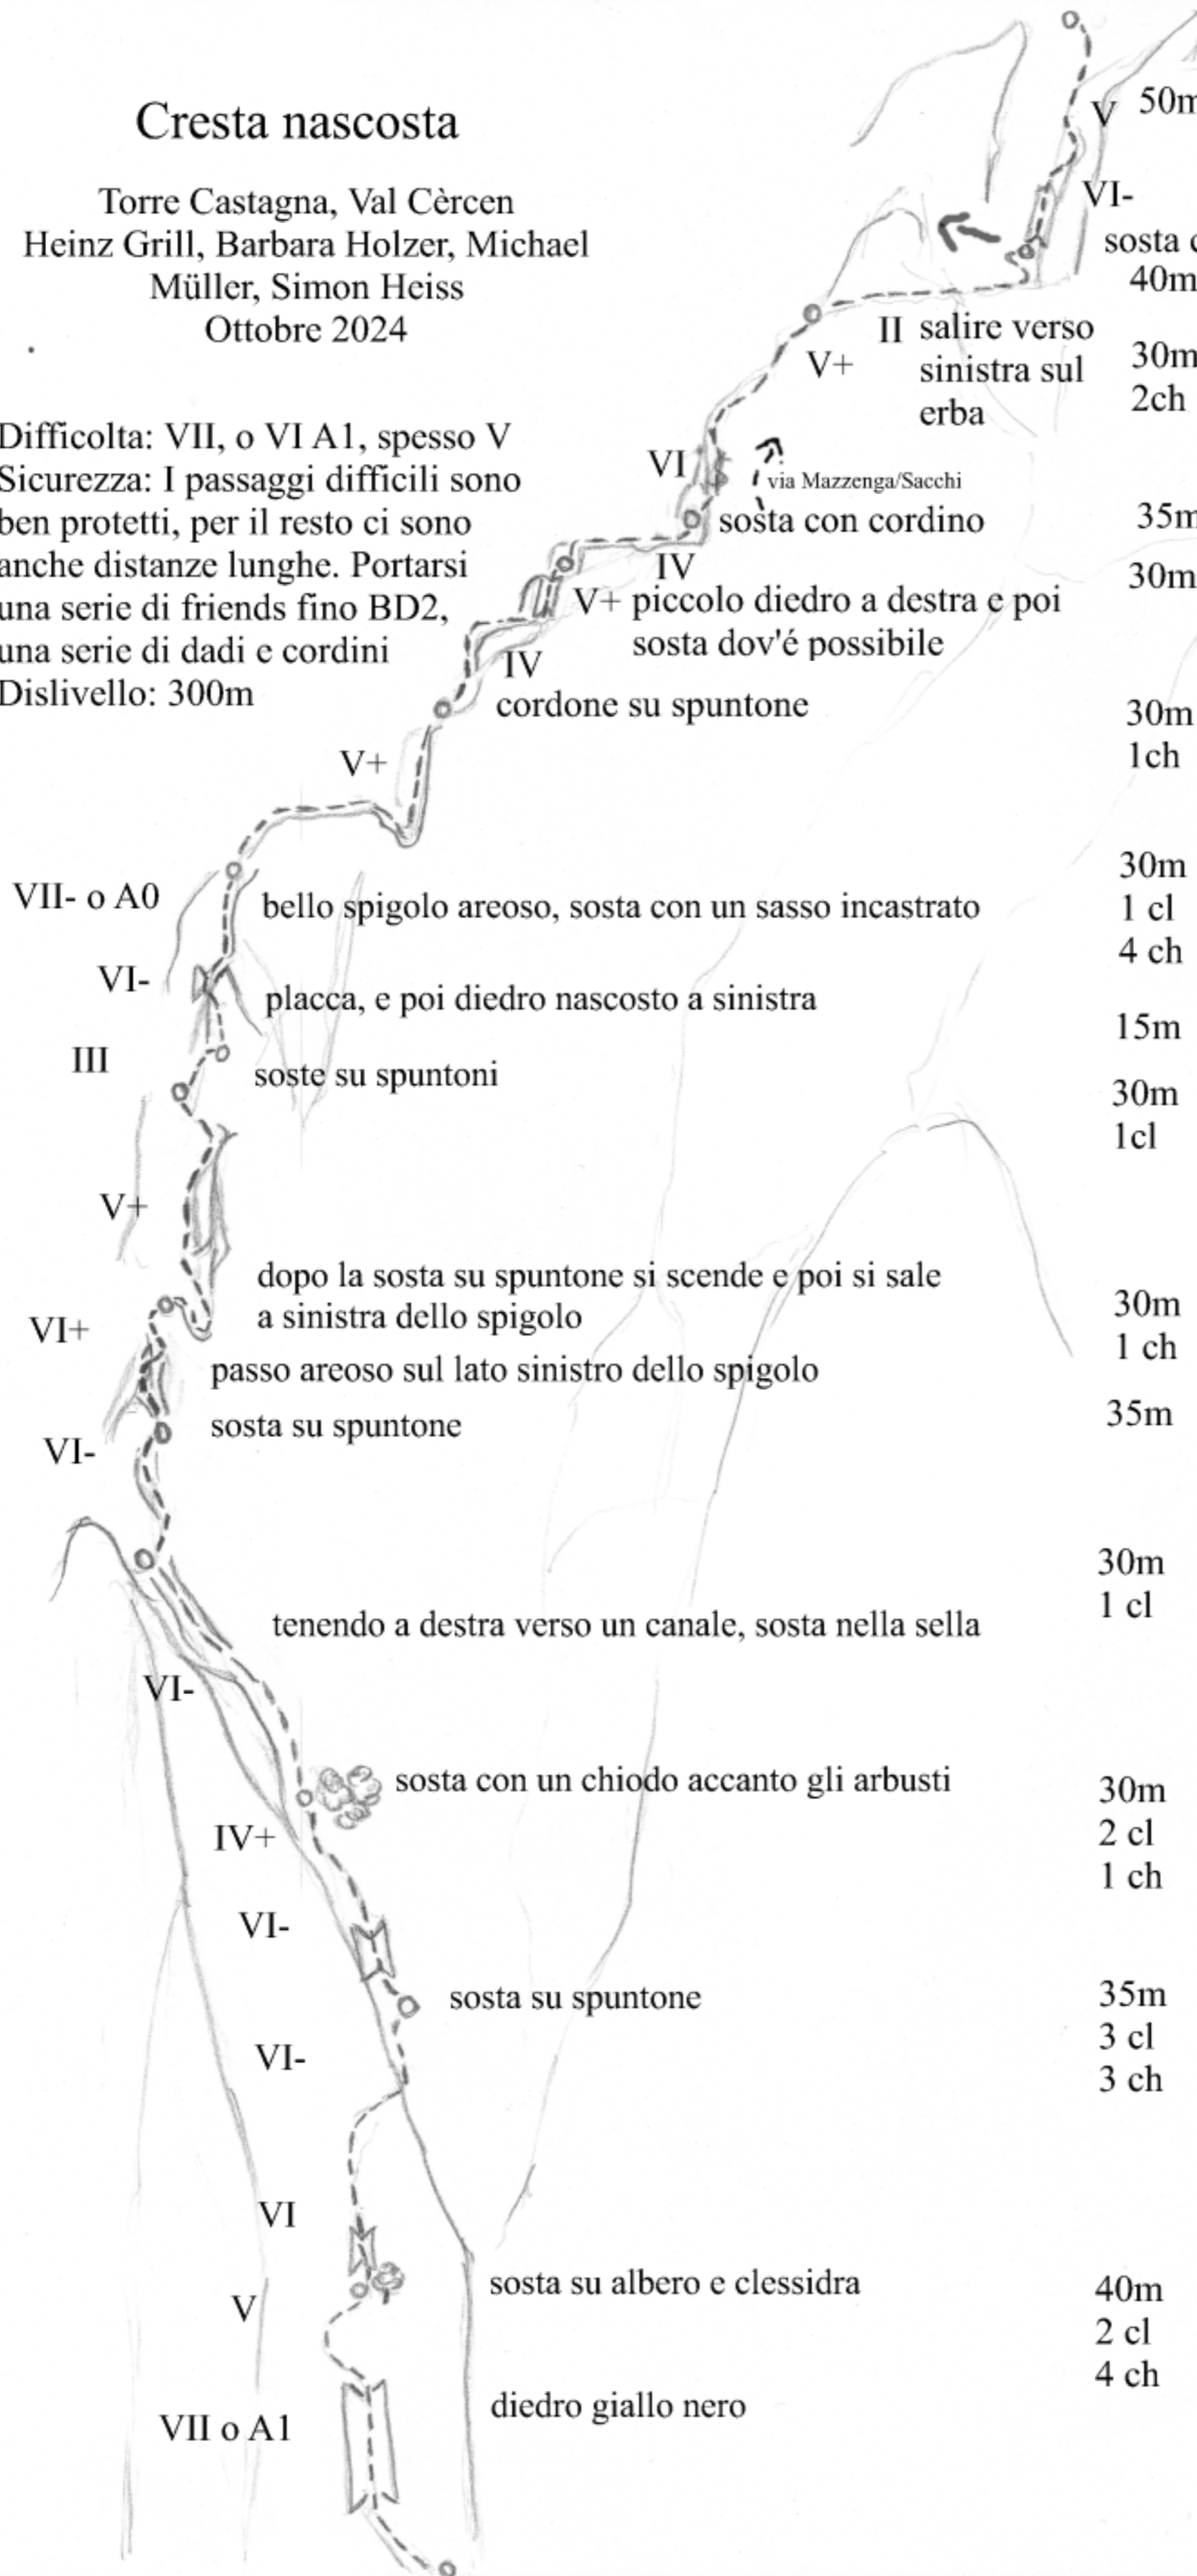 Cresta nascosta
Torre Castagna, Val Cèrcen
Heinz Grill, Barbara Holzer, Michael
Müller, Simon Heiss
Ottobre 2024
Difficolta: VII, o VI A1, spesso V
Sicurezza: I passaggi difficili sono
ben protetti, per il resto ci sono
anche distanze lunghe. Portarsi
una serie di friends fino BD2,
una serie di dadi e cordini
Dislivello: 300m
V 50m
VI-
sosta c
40m
II salire verso
sinistra sul
erba
V+
30m
2ch
VI
via Mazzenga/Sacchi
sosta con cordino
35m
IV
30m
V+ piccolo diedro a destra e poi
sosta dov'é possibile
IV
cordone su spuntone
30m
1ch
V+
30m
1 cl
4 ch
VII- o A0
bello spigolo areoso, sosta con un sasso incastrato
VI-
placca, e poi diedro nascosto a sinistra
15m
III
soste su spuntoni
30m
1cl
V+
dopo la sosta su spuntone si scende e poi si sale
a sinistra dello spigolo
30m
1 ch
VI+
passo areoso sul lato sinistro dello spigolo
35m
sosta su spuntone
VI-
30m
1 cl
tenendo a destra verso un canale, sosta nella sella
VI-
sosta con un chiodo accanto gli arbusti
30m
2 cl
1 ch
IV+
VI-
sosta su spuntone
35m
3 cl
3 ch
VI-
VI
sosta su albero e clessidra
40m
2 cl
4 ch
V
diedro giallo nero
VII o A1